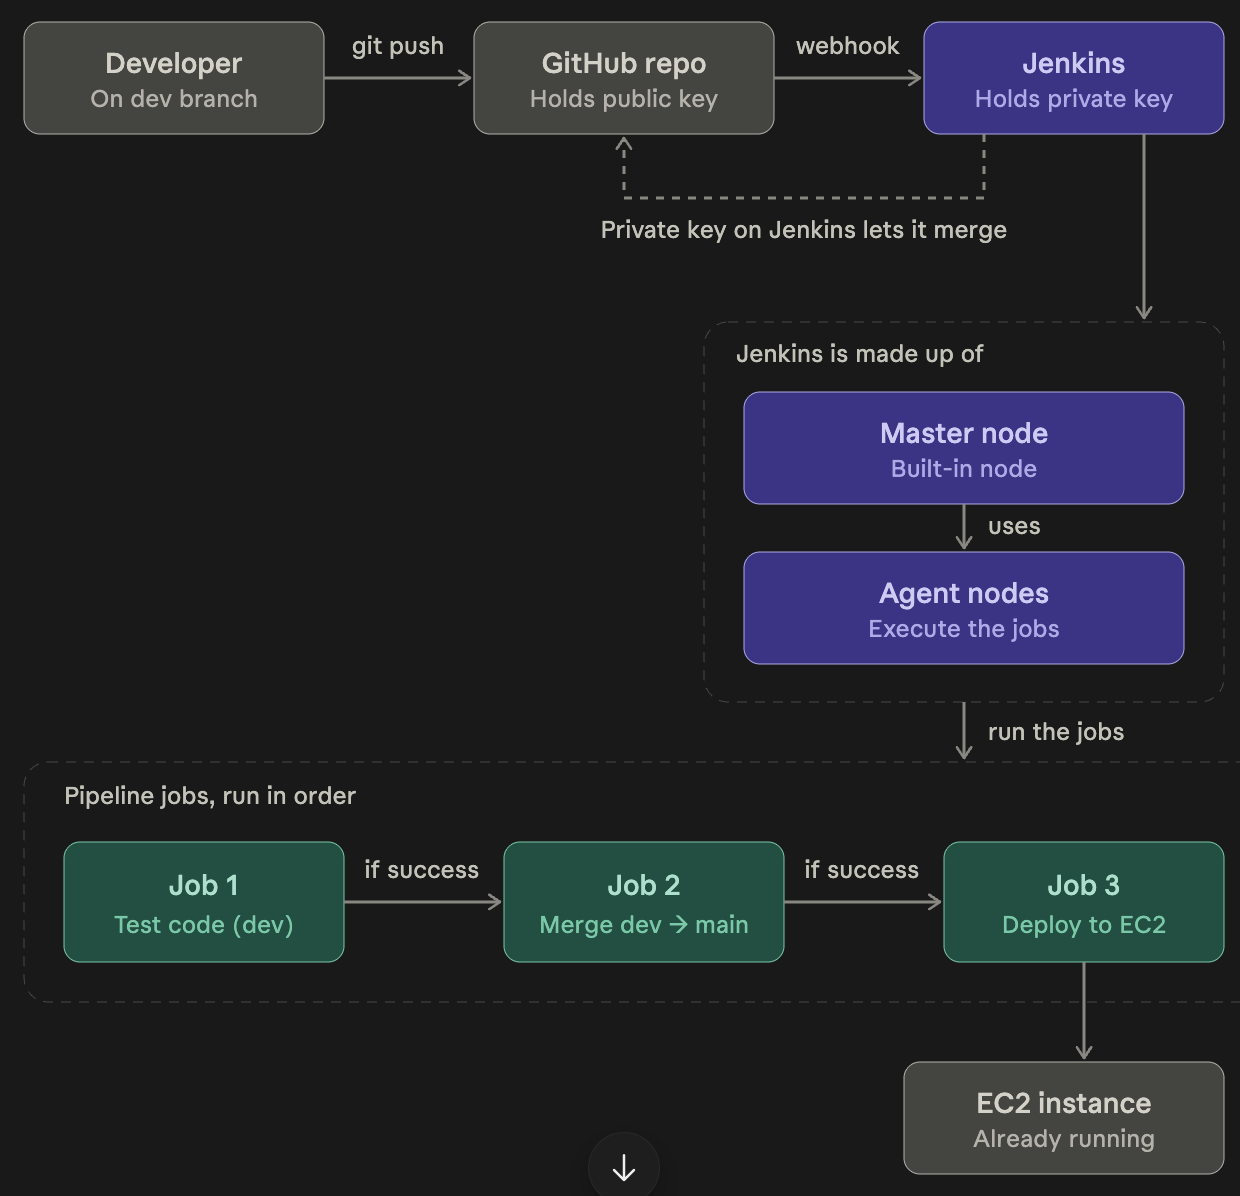 Developer
On dev branch
git push
GitHub repo
Holds public key
webhook
Jenkins
Holds private key
Private key on Jenkins lets it merge
Jenkins is made up of
Master node
Built-in node
uses
Agent nodes
Execute the jobs
run the jobs
Pipeline jobs, run in order
Job 1
Test code (dev)
if success
Job 2
Merge dev → main
if success
Job 3
Deploy to EC2
EC2 instance
Already running